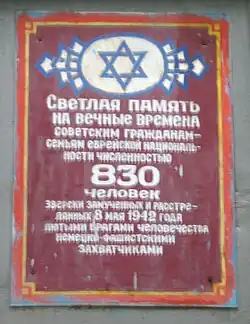 Светлая память
на вечные времена
советским гражданам-
семьям еврейской националь-
ности численностью
830
человек
зверски замученных и расстре-
лянных 8 мая 1942 года
лютыми врагами человечества
немецко-фашистскими
захватчиками